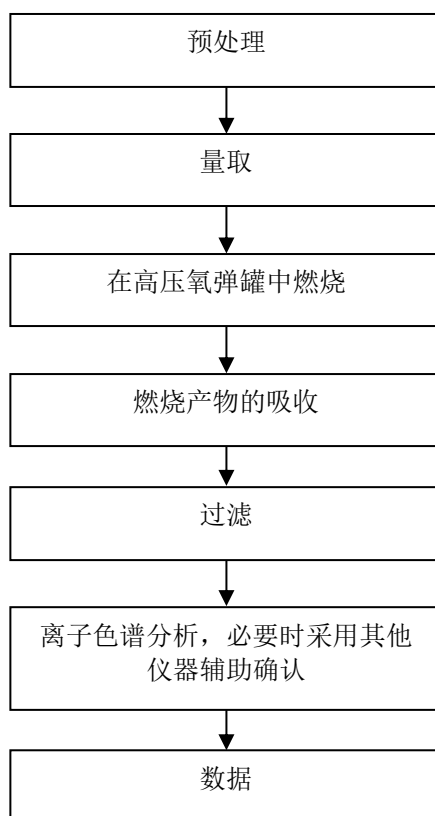 预处理
量取
在高压氧弹罐中燃烧
燃烧产物的吸收
过滤
离子色谱分析，必要时采用其他
仪器辅助确认
数据